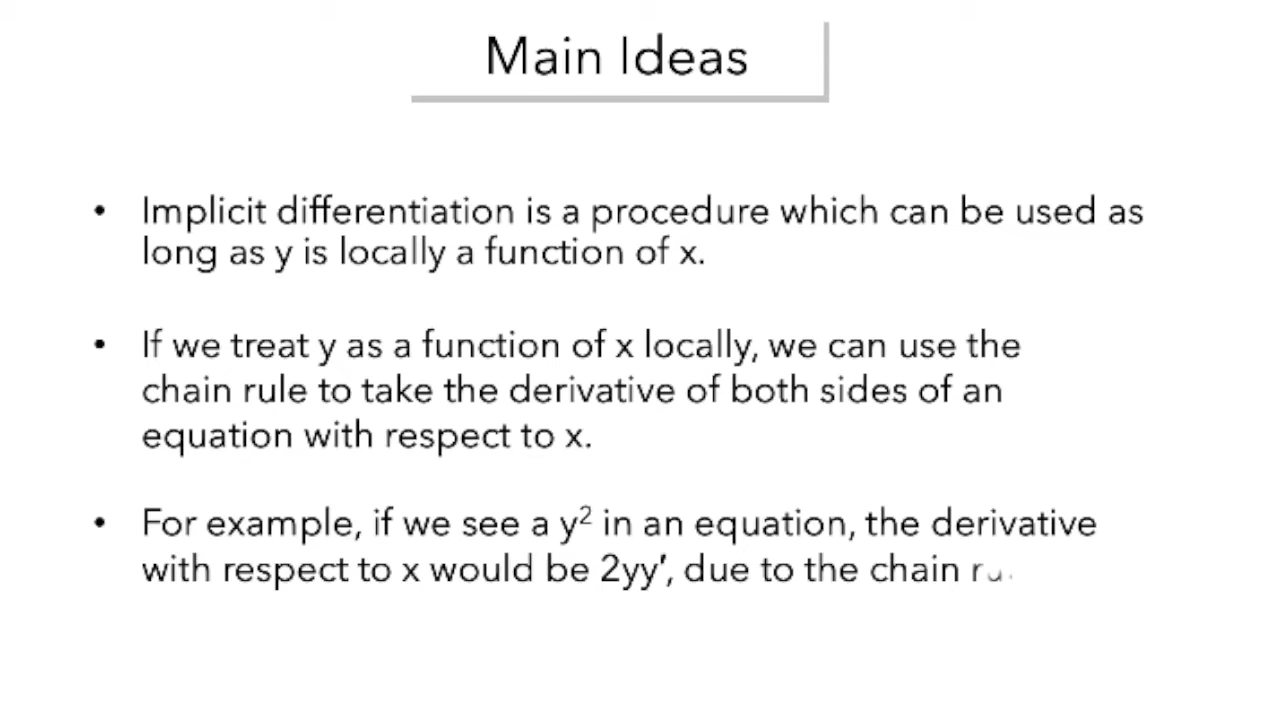 Main Ideas
• Implicit differentiation is a procedure which can be used as
long as y is locally a function of x.
• If we treat y as a function of x locally, we can use the
chain rule to take the derivative of both sides of an
equation with respect to x.
• For example, if we see a y² in an equation, the derivative
with respect to x would be 2yy′, due to the chain